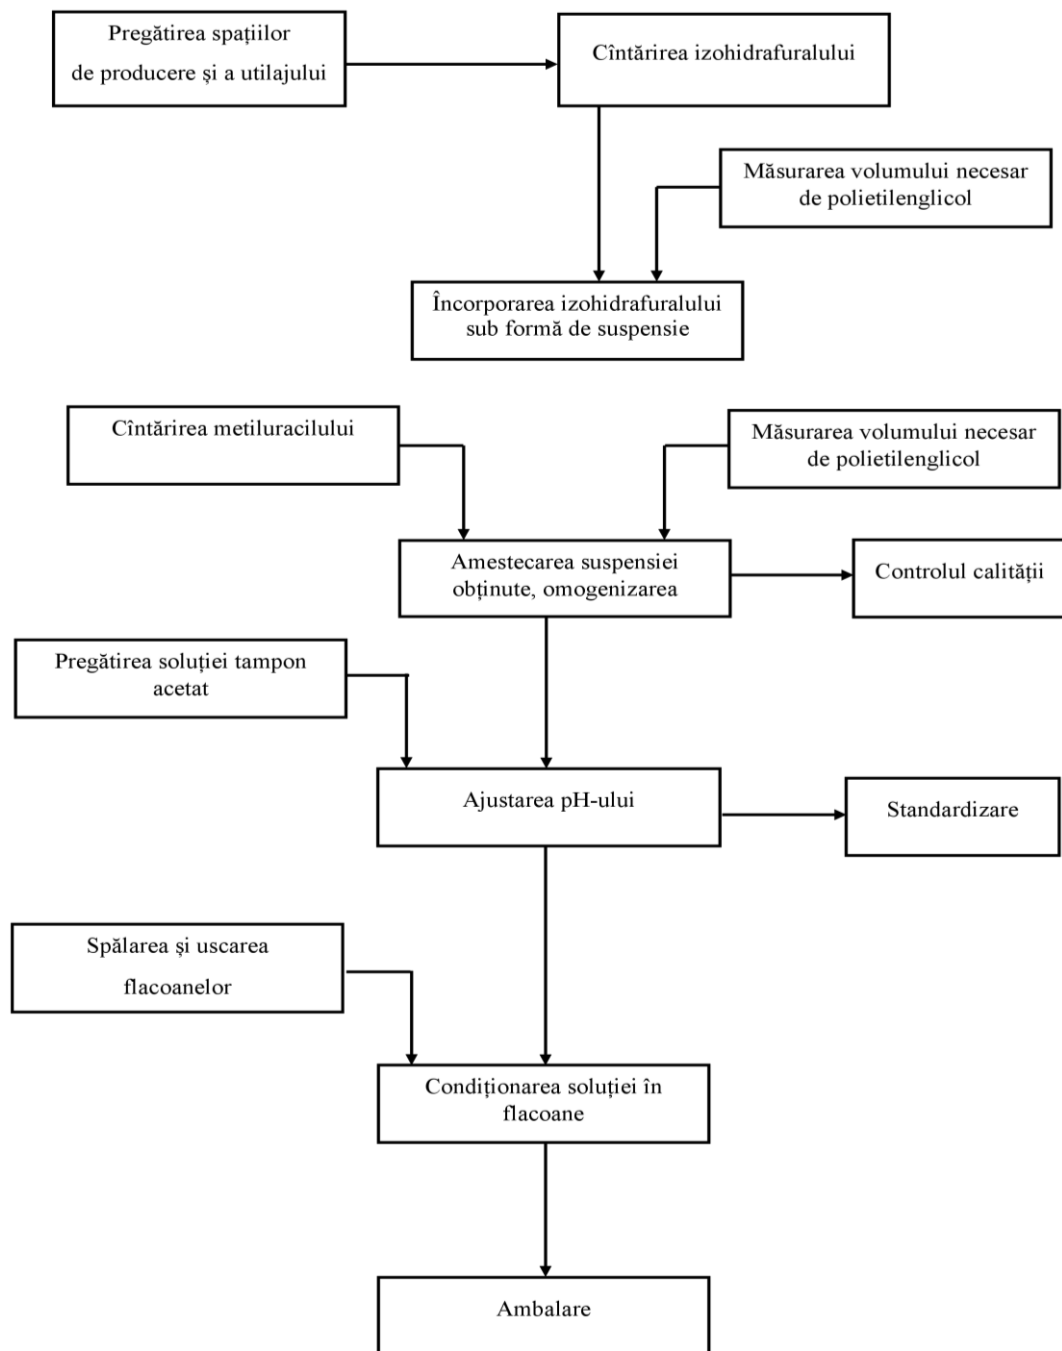 Pregătirea spațiilor
de producere și a utilajului
Cîntărirea izohidrafuralului
Măsurarea volumului necesar
de polietilenglicol
Încorporarea izohidrafuralului
sub formă de suspensie
Cîntărirea metiluracilului
Măsurarea volumului necesar
de polietilenglicol
Amestecarea suspensiei
obținute, omogenizarea
Controlul calității
Pregătirea soluției tampon
acetat
Ajustarea pH-ului
Standardizare
Spălarea și uscarea
flacoanelor
Condiționarea soluției în
flacoane
Ambalare